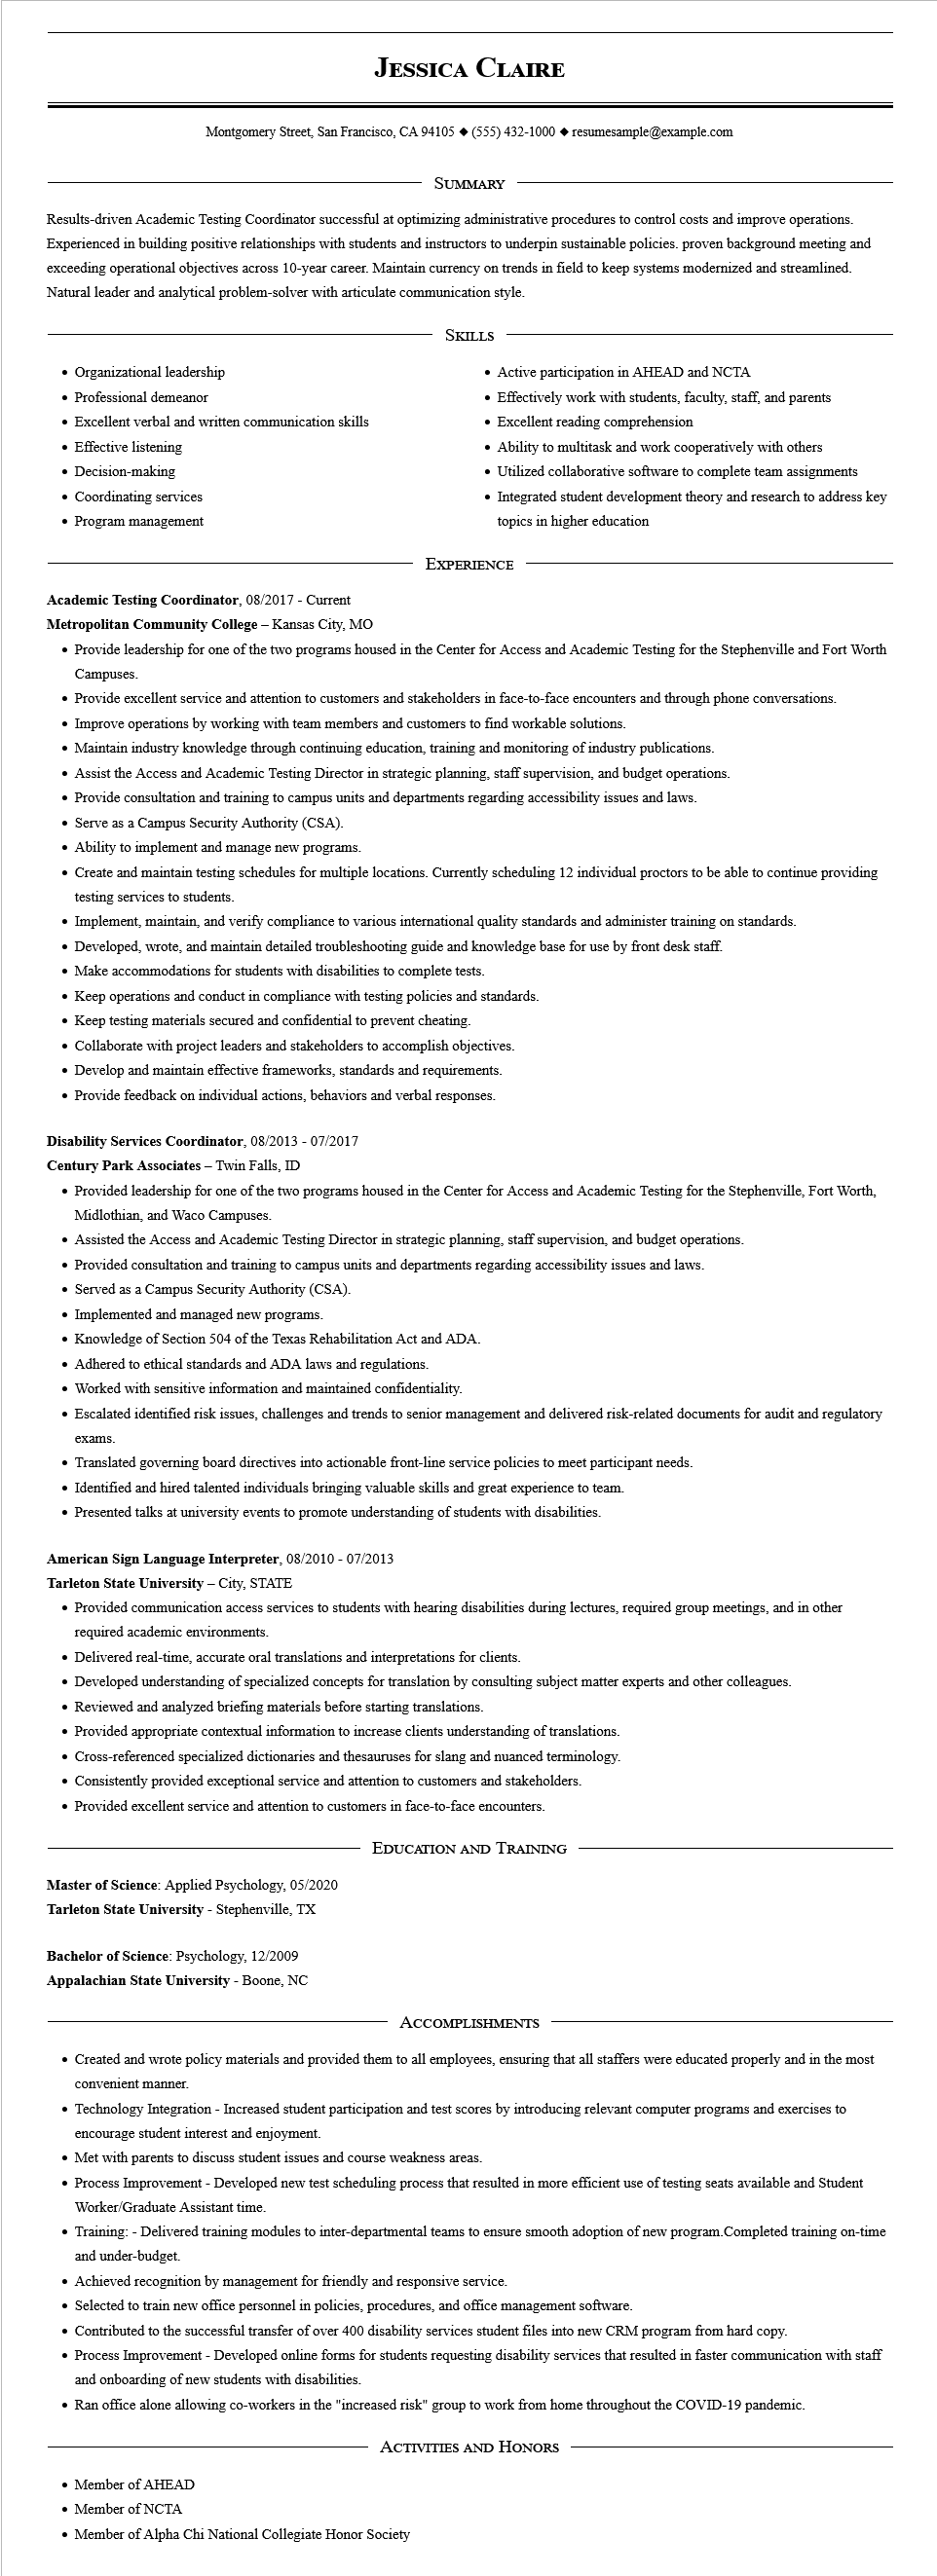 Jessica Claire
Montgomery Street, San Francisco, CA 94105 ◆ (555) 432-1000 ◆ resumesample@example.com
Summary
Results-driven Academic Testing Coordinator successful at optimizing administrative procedures to control costs and improve operations.
Experienced in building positive relationships with students and instructors to underpin sustainable policies. proven background meeting and
exceeding operational objectives across 10-year career. Maintain currency on trends in field to keep systems modernized and streamlined.
Natural leader and analytical problem-solver with articulate communication style.
Skills
• Organizational leadership
• Professional demeanor
• Excellent verbal and written communication skills
• Effective listening
• Decision-making
• Coordinating services
• Program management
• Active participation in AHEAD and NCTA
• Effectively work with students, faculty, staff, and parents
• Excellent reading comprehension
• Ability to multitask and work cooperatively with others
• Utilized collaborative software to complete team assignments
• Integrated student development theory and research to address key
topics in higher education
Experience
Academic Testing Coordinator, 08/2017 - Current
Metropolitan Community College – Kansas City, MO
• Provide leadership for one of the two programs housed in the Center for Access and Academic Testing for the Stephenville and Fort Worth
Campuses.
• Provide excellent service and attention to customers and stakeholders in face-to-face encounters and through phone conversations.
• Improve operations by working with team members and customers to find workable solutions.
• Maintain industry knowledge through continuing education, training and monitoring of industry publications.
• Assist the Access and Academic Testing Director in strategic planning, staff supervision, and budget operations.
• Provide consultation and training to campus units and departments regarding accessibility issues and laws.
• Serve as a Campus Security Authority (CSA).
• Ability to implement and manage new programs.
• Create and maintain testing schedules for multiple locations. Currently scheduling 12 individual proctors to be able to continue providing
testing services to students.
• Implement, maintain, and verify compliance to various international quality standards and administer training on standards.
• Developed, wrote, and maintain detailed troubleshooting guide and knowledge base for use by front desk staff.
• Make accommodations for students with disabilities to complete tests.
• Keep operations and conduct in compliance with testing policies and standards.
• Keep testing materials secured and confidential to prevent cheating.
• Collaborate with project leaders and stakeholders to accomplish objectives.
• Develop and maintain effective frameworks, standards and requirements.
• Provide feedback on individual actions, behaviors and verbal responses.
Disability Services Coordinator, 08/2013 - 07/2017
Century Park Associates – Twin Falls, ID
• Provided leadership for one of the two programs housed in the Center for Access and Academic Testing for the Stephenville, Fort Worth,
Midlothian, and Waco Campuses.
• Assisted the Access and Academic Testing Director in strategic planning, staff supervision, and budget operations.
• Provided consultation and training to campus units and departments regarding accessibility issues and laws.
• Served as a Campus Security Authority (CSA).
• Implemented and managed new programs.
• Knowledge of Section 504 of the Texas Rehabilitation Act and ADA.
• Adhered to ethical standards and ADA laws and regulations.
• Worked with sensitive information and maintained confidentiality.
• Escalated identified risk issues, challenges and trends to senior management and delivered risk-related documents for audit and regulatory
exams.
• Translated governing board directives into actionable front-line service policies to meet participant needs.
• Identified and hired talented individuals bringing valuable skills and great experience to team.
• Presented talks at university events to promote understanding of students with disabilities.
American Sign Language Interpreter, 08/2010 - 07/2013
Tarleton State University – City, STATE
• Provided communication access services to students with hearing disabilities during lectures, required group meetings, and in other
required academic environments.
• Delivered real-time, accurate oral translations and interpretations for clients.
• Developed understanding of specialized concepts for translation by consulting subject matter experts and other colleagues.
• Reviewed and analyzed briefing materials before starting translations.
• Provided appropriate contextual information to increase clients understanding of translations.
• Cross-referenced specialized dictionaries and thesauruses for slang and nuanced terminology.
• Consistently provided exceptional service and attention to customers and stakeholders.
• Provided excellent service and attention to customers in face-to-face encounters.
Education and Training
Master of Science: Applied Psychology, 05/2020
Tarleton State University - Stephenville, TX
Bachelor of Science: Psychology, 12/2009
Appalachian State University - Boone, NC
Accomplishments
• Created and wrote policy materials and provided them to all employees, ensuring that all staffers were educated properly and in the most
convenient manner.
• Technology Integration - Increased student participation and test scores by introducing relevant computer programs and exercises to
encourage student interest and enjoyment.
• Met with parents to discuss student issues and course weakness areas.
• Process Improvement - Developed new test scheduling process that resulted in more efficient use of testing seats available and Student
Worker/Graduate Assistant time.
• Training: - Delivered training modules to inter-departmental teams to ensure smooth adoption of new program.Completed training on-time
and under-budget.
• Achieved recognition by management for friendly and responsive service.
• Selected to train new office personnel in policies, procedures, and office management software.
• Contributed to the successful transfer of over 400 disability services student files into new CRM program from hard copy.
• Process Improvement - Developed online forms for students requesting disability services that resulted in faster communication with staff
and onboarding of new students with disabilities.
• Ran office alone allowing co-workers in the "increased risk" group to work from home throughout the COVID-19 pandemic.
Activities and Honors
• Member of AHEAD
• Member of NCTA
• Member of Alpha Chi National Collegiate Honor Society